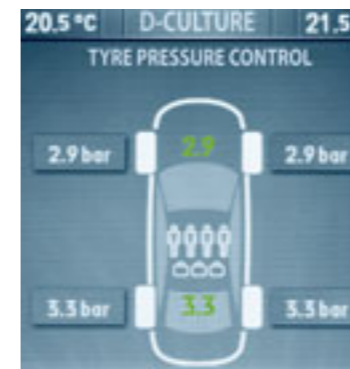 20.5 °C D-CULTURE 21.5
TYRE PRESSURE CONTROL
2.9 bar 2.9 2.9 bar
3.3 bar 3.3 3.3 bar